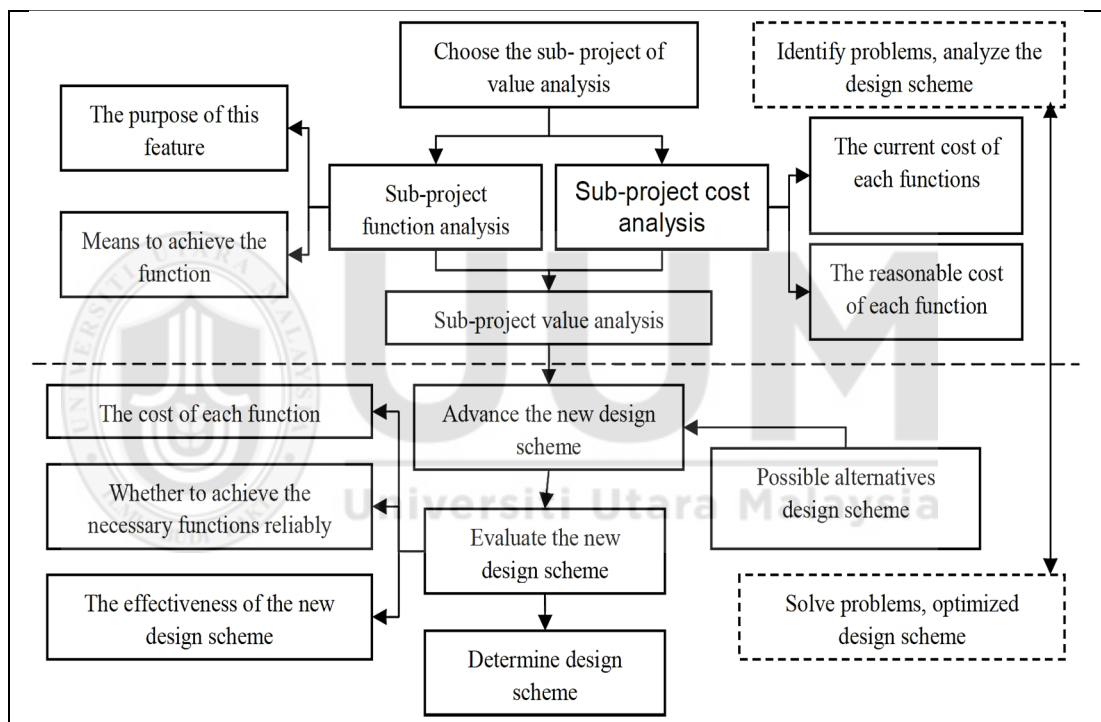 Choose the sub- project of
value analysis
Identify problems, analyze the
design scheme
The purpose of this
feature
The current cost of
each functions
Sub-project
function analysis
Sub-project cost
analysis
Means to achieve the
function
The reasonable cost
of each function
Sub-project value analysis
The cost of each function
Advance the new design
scheme
Whether to achieve the
necessary functions reliably
Possible alternatives
design scheme
Evaluate the new
design scheme
The effectiveness of the new
design scheme
Solve problems, optimized
design scheme
Determine design
scheme
UUM
Universiti Utara Malaysia
UNIVERSITI UTARA MALAYSIA